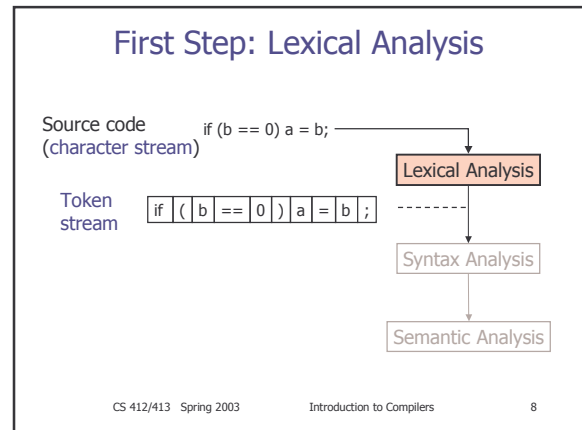 First Step: Lexical Analysis
Source code if (b == 0) a = b;
(character stream)
Lexical Analysis
Token
stream
if ( b == 0 ) a = b ;
Syntax Analysis
Semantic Analysis
CS 412/413 Spring 2003 Introduction to Compilers 8